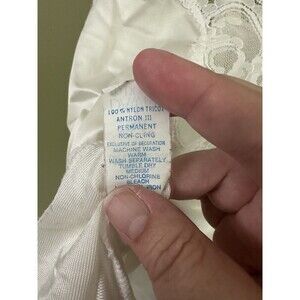 100% NYLON TRICOT
ANTRON III
PERMANENT
NON-CLING
EXCLUSIVE OF DECORATION
MACHINE WASH
WARM
WASH SEPARATELY
TUMBLE DRY
MEDIUM
NON-CHLORINE
BLEACH
IRON